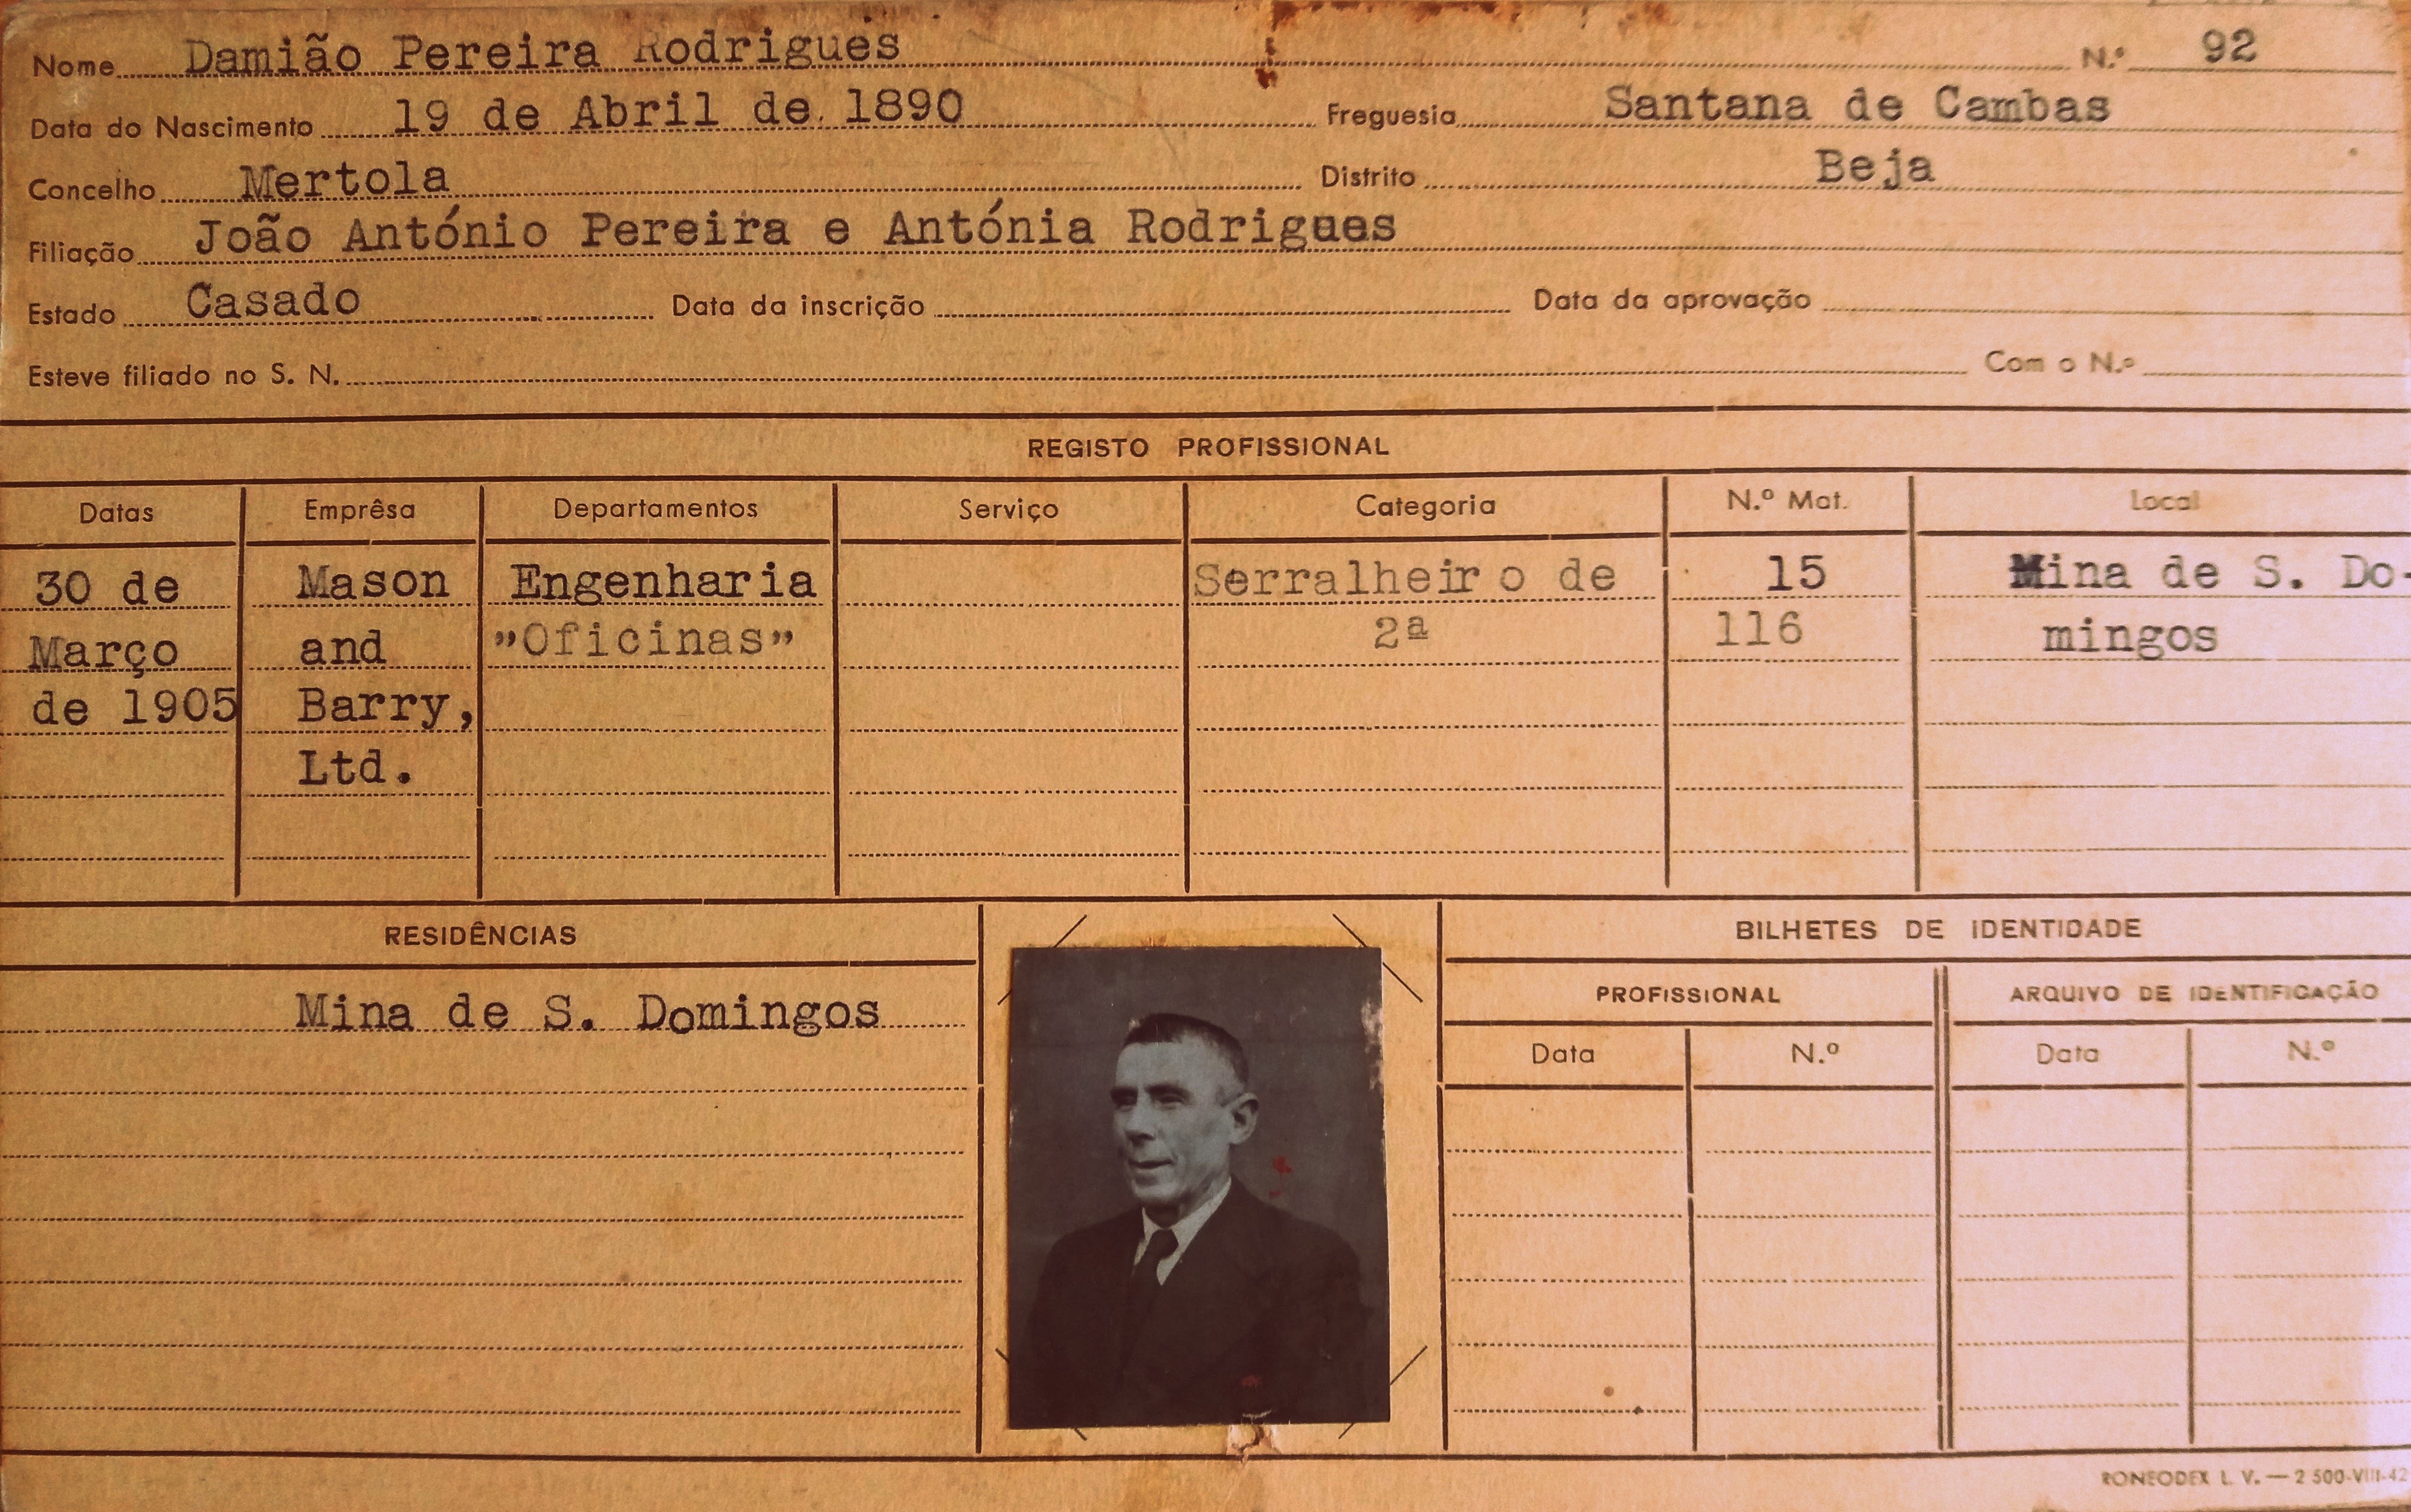 Nome Damião Pereira Rodrigues N.º 92
Data do Nascimento 19 de Abril de 1890 Freguesia Santana de Cambas
Concelho Mertola Distrito Beja
Filiação João António Pereira e Antónia Rodrigues
Estado Casado Data da inscrição Data da aprovação
Esteve filiado no S. N. Com o N.º
REGISTO PROFISSIONAL
Datas Emprêsa Departamentos Serviço Categoria N.º Mat. Local
30 de Mason Engenharia Serralheiro de 15 Mina de S. Do-
Março and "Oficinas" 2ª 116 mingos
de 1905 Barry,
Ltd.
RESIDÊNCIAS BILHETES DE IDENTIDADE
PROFISSIONAL ARQUIVO DE IDENTIFICAÇÃO
Mina de S. Domingos
Data N.º Data N.º
RONEODEX L. V. — 2 500-VIII-42